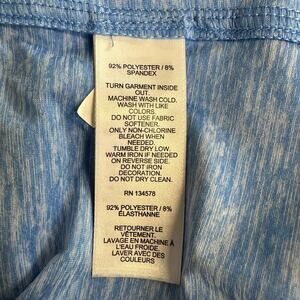 92% POLYESTER / 8%
SPANDEX
TURN GARMENT INSIDE
OUT.
MACHINE WASH COLD.
WASH WITH LIKE
COLORS.
DO NOT USE FABRIC
SOFTENER.
ONLY NON-CHLORINE
BLEACH WHEN
NEEDED.
TUMBLE DRY LOW.
WARM IRON IF NEEDED
ON REVERSE SIDE.
DO NOT IRON
DECORATION.
DO NOT DRY CLEAN.
RN 134578
92% POLYESTER / 8%
ÉLASTHANNE
RETOURNER LE
VÊTEMENT.
LAVAGE EN MACHINE À
L'EAU FROIDE
LAVER AVEC DES
COULEURS